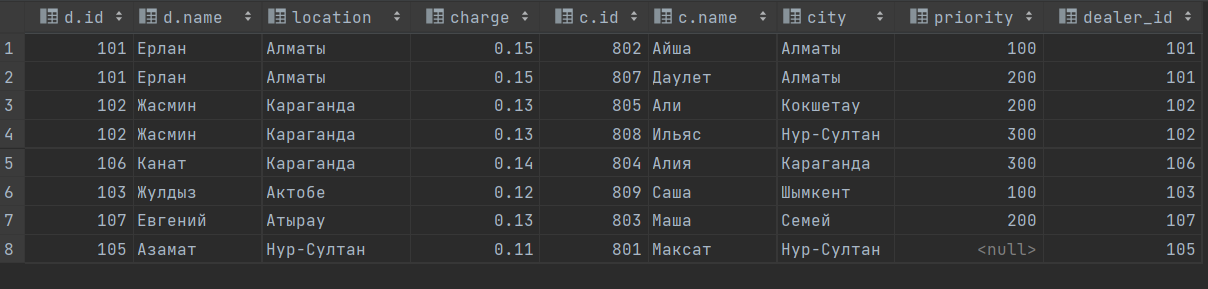 d.id d.name location charge c.id c.name city priority dealer_id
1 101 Ерлан Алматы 0.15 802 Айша Алматы 100 101
2 101 Ерлан Алматы 0.15 807 Даулет Алматы 200 101
3 102 Жасмин Караганда 0.13 805 Али Кокшетау 200 102
4 102 Жасмин Караганда 0.13 808 Ильяс Нур-Султан 300 102
5 106 Канат Караганда 0.14 804 Алия Караганда 300 106
6 103 Жулдыз Актобе 0.12 809 Саша Шымкент 100 103
7 107 Евгений Атырау 0.13 803 Маша Семей 200 107
8 105 Азамат Нур-Султан 0.11 801 Максат Нур-Султан <null> 105